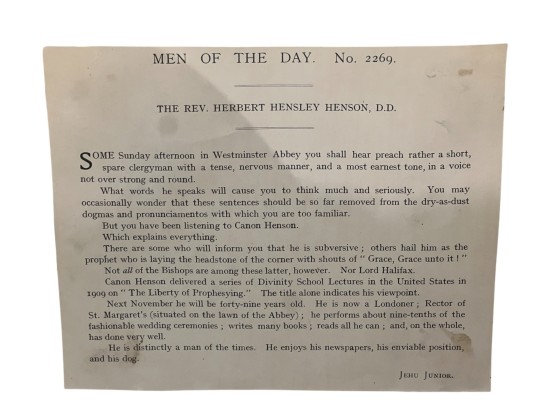 MEN OF THE DAY. No. 2269.
THE REV. HERBERT HENSLEY HENSON, D.D.
SOME Sunday afternoon in Westminster Abbey you shall hear preach rather a short,
spare clergyman with a tense, nervous manner, and a most earnest tone, in a voice
not over strong and round.
What words he speaks will cause you to think much and seriously. You may
occasionally wonder that these sentences should be so far removed from the dry-as-dust
dogmas and pronunciamentos with which you are too familiar.
But you have been listening to Canon Henson.
Which explains everything.
There are some who will inform you that he is subversive ; others hail him as the
prophet who is laying the headstone of the corner with shouts of " Grace, Grace unto it ! "
Not all of the Bishops are among these latter, however. Nor Lord Halifax.
Canon Henson delivered a series of Divinity School Lectures in the United States in
1909 on " The Liberty of Prophesying." The title alone indicates his viewpoint.
Next November he will be forty-nine years old. He is now a Londoner ; Rector of
St. Margaret's (situated on the lawn of the Abbey) ; he performs about nine-tenths of the
fashionable wedding ceremonies ; writes many books ; reads all he can ; and, on the whole,
has done very well.
He is distinctly a man of the times. He enjoys his newspapers, his enviable position,
and his dog.
JEHU JUNIOR.